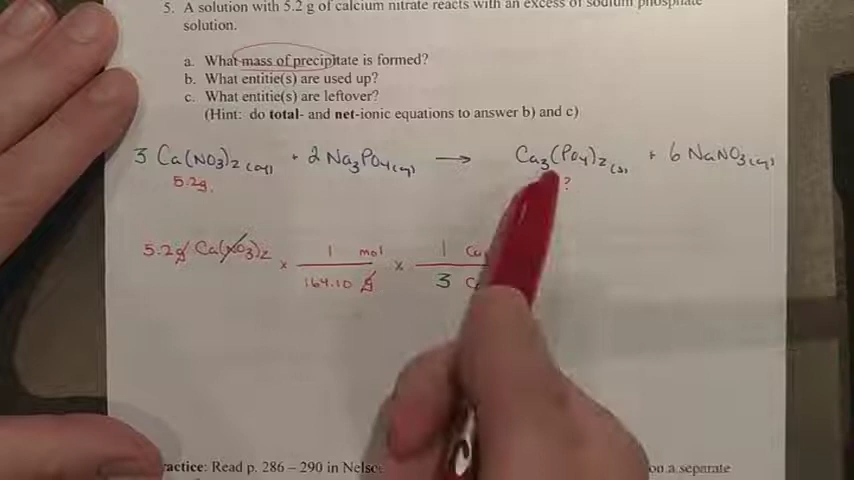 5. A solution with 5.2 g of calcium nitrate reacts with an excess of sodium phosphate
solution.
a. What mass of precipitate is formed?
b. What entitie(s) are used up?
c. What entitie(s) are leftover?
(Hint: do total- and net-ionic equations to answer b) and c)
3 Ca(NO3)2 (aq) + 2 Na3PO4 (aq) → Ca3(PO4)2 (s) + 6 NaNO3 (aq)
5.2g. ?
5.2g Ca(NO3)2 × 1 mol × 1 Ca
164.10 g 3 C
Practice: Read p. 286 – 290 in Nelso on a separate